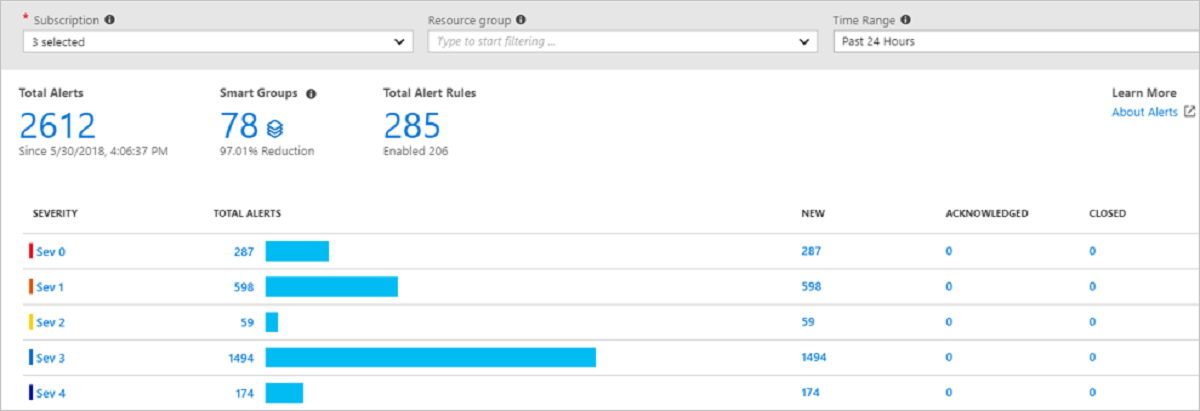 * Subscription Resource group Time Range
3 selected Type to start filtering ... Past 24 Hours
Total Alerts Smart Groups Total Alert Rules Learn More
2612 78 285 About Alerts
Since 5/30/2018, 4:06:37 PM 97.01% Reduction Enabled 206
SEVERITY TOTAL ALERTS NEW ACKNOWLEDGED CLOSED
Sev 0 287 287 0 0
Sev 1 598 598 0 0
Sev 2 59 59 0 0
Sev 3 1494 1494 0 0
Sev 4 174 174 0 0